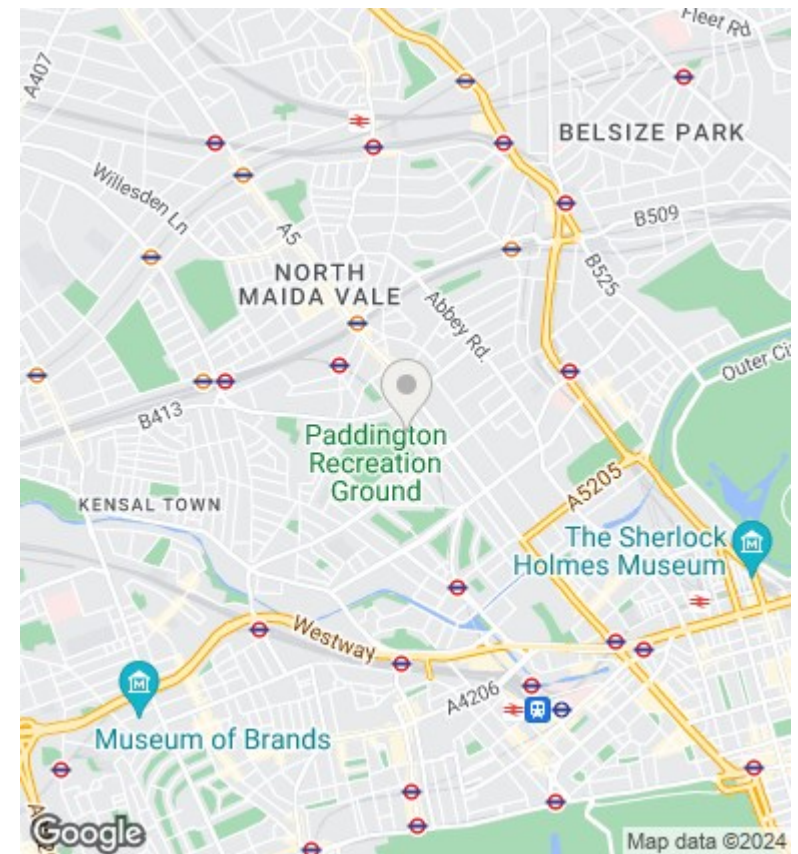 Fleet Rd
A407
BELSIZE PARK
Willesden Ln
A5
B509
NORTH
MAIDA VALE
B525
Abbey Rd.
Outer Cir
B413
Paddington
Recreation
Ground
A5205
KENSAL TOWN
The Sherlock
Holmes Museum
M
Westway
A4206
M
Museum of Brands
Google
Map data ©2024